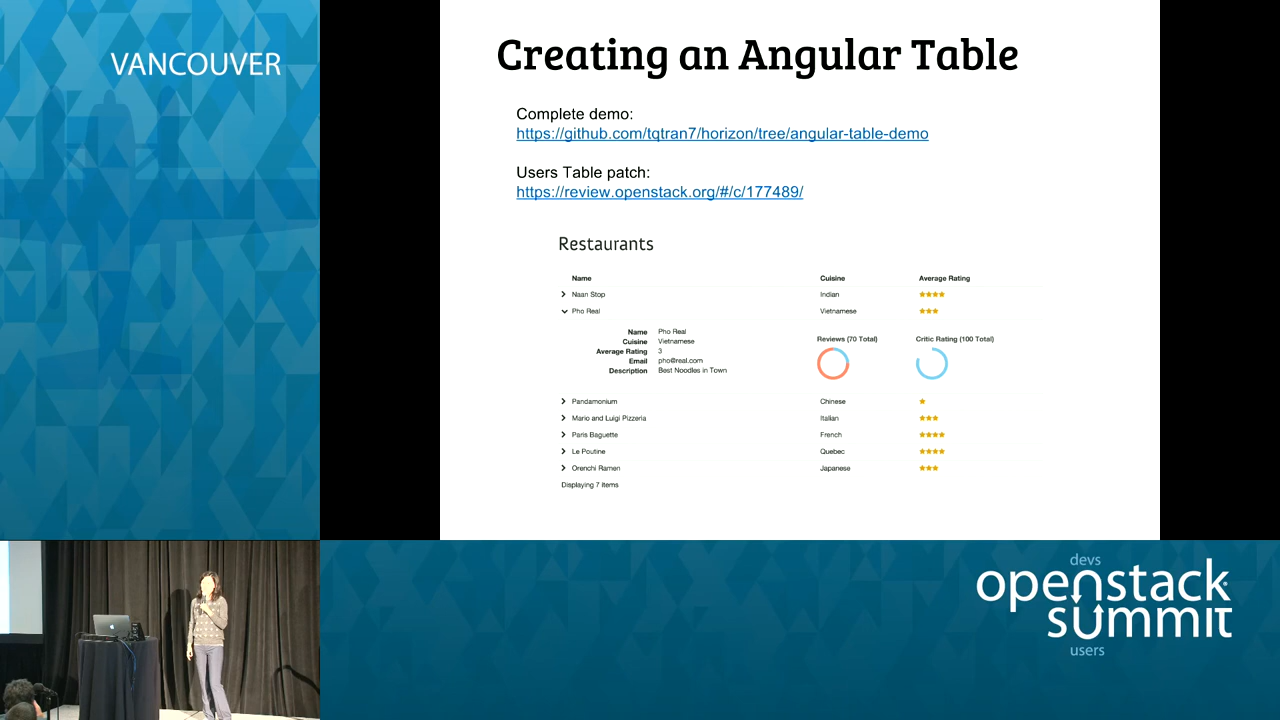 VANCOUVER
Creating an Angular Table
Complete demo:
https://github.com/tqtran7/horizon/tree/angular-table-demo
Users Table patch:
https://review.openstack.org/#/c/177489/
Restaurants
Name Cuisine Average Rating
Naan Stop Indian
Pho Real Vietnamese
Name Pho Real
Cuisine Vietnamese
Average Rating 3
Email pho@real.com
Description Best Noodles in Town
Reviews (70 Total) Critic Rating (100 Total)
Pandamonium Chinese
Mario and Luigi Pizzeria Italian
Paris Baguette French
Le Poutine Quebec
Orenchi Ramen Japanese
Displaying 7 items
devs
openstack
summit
users